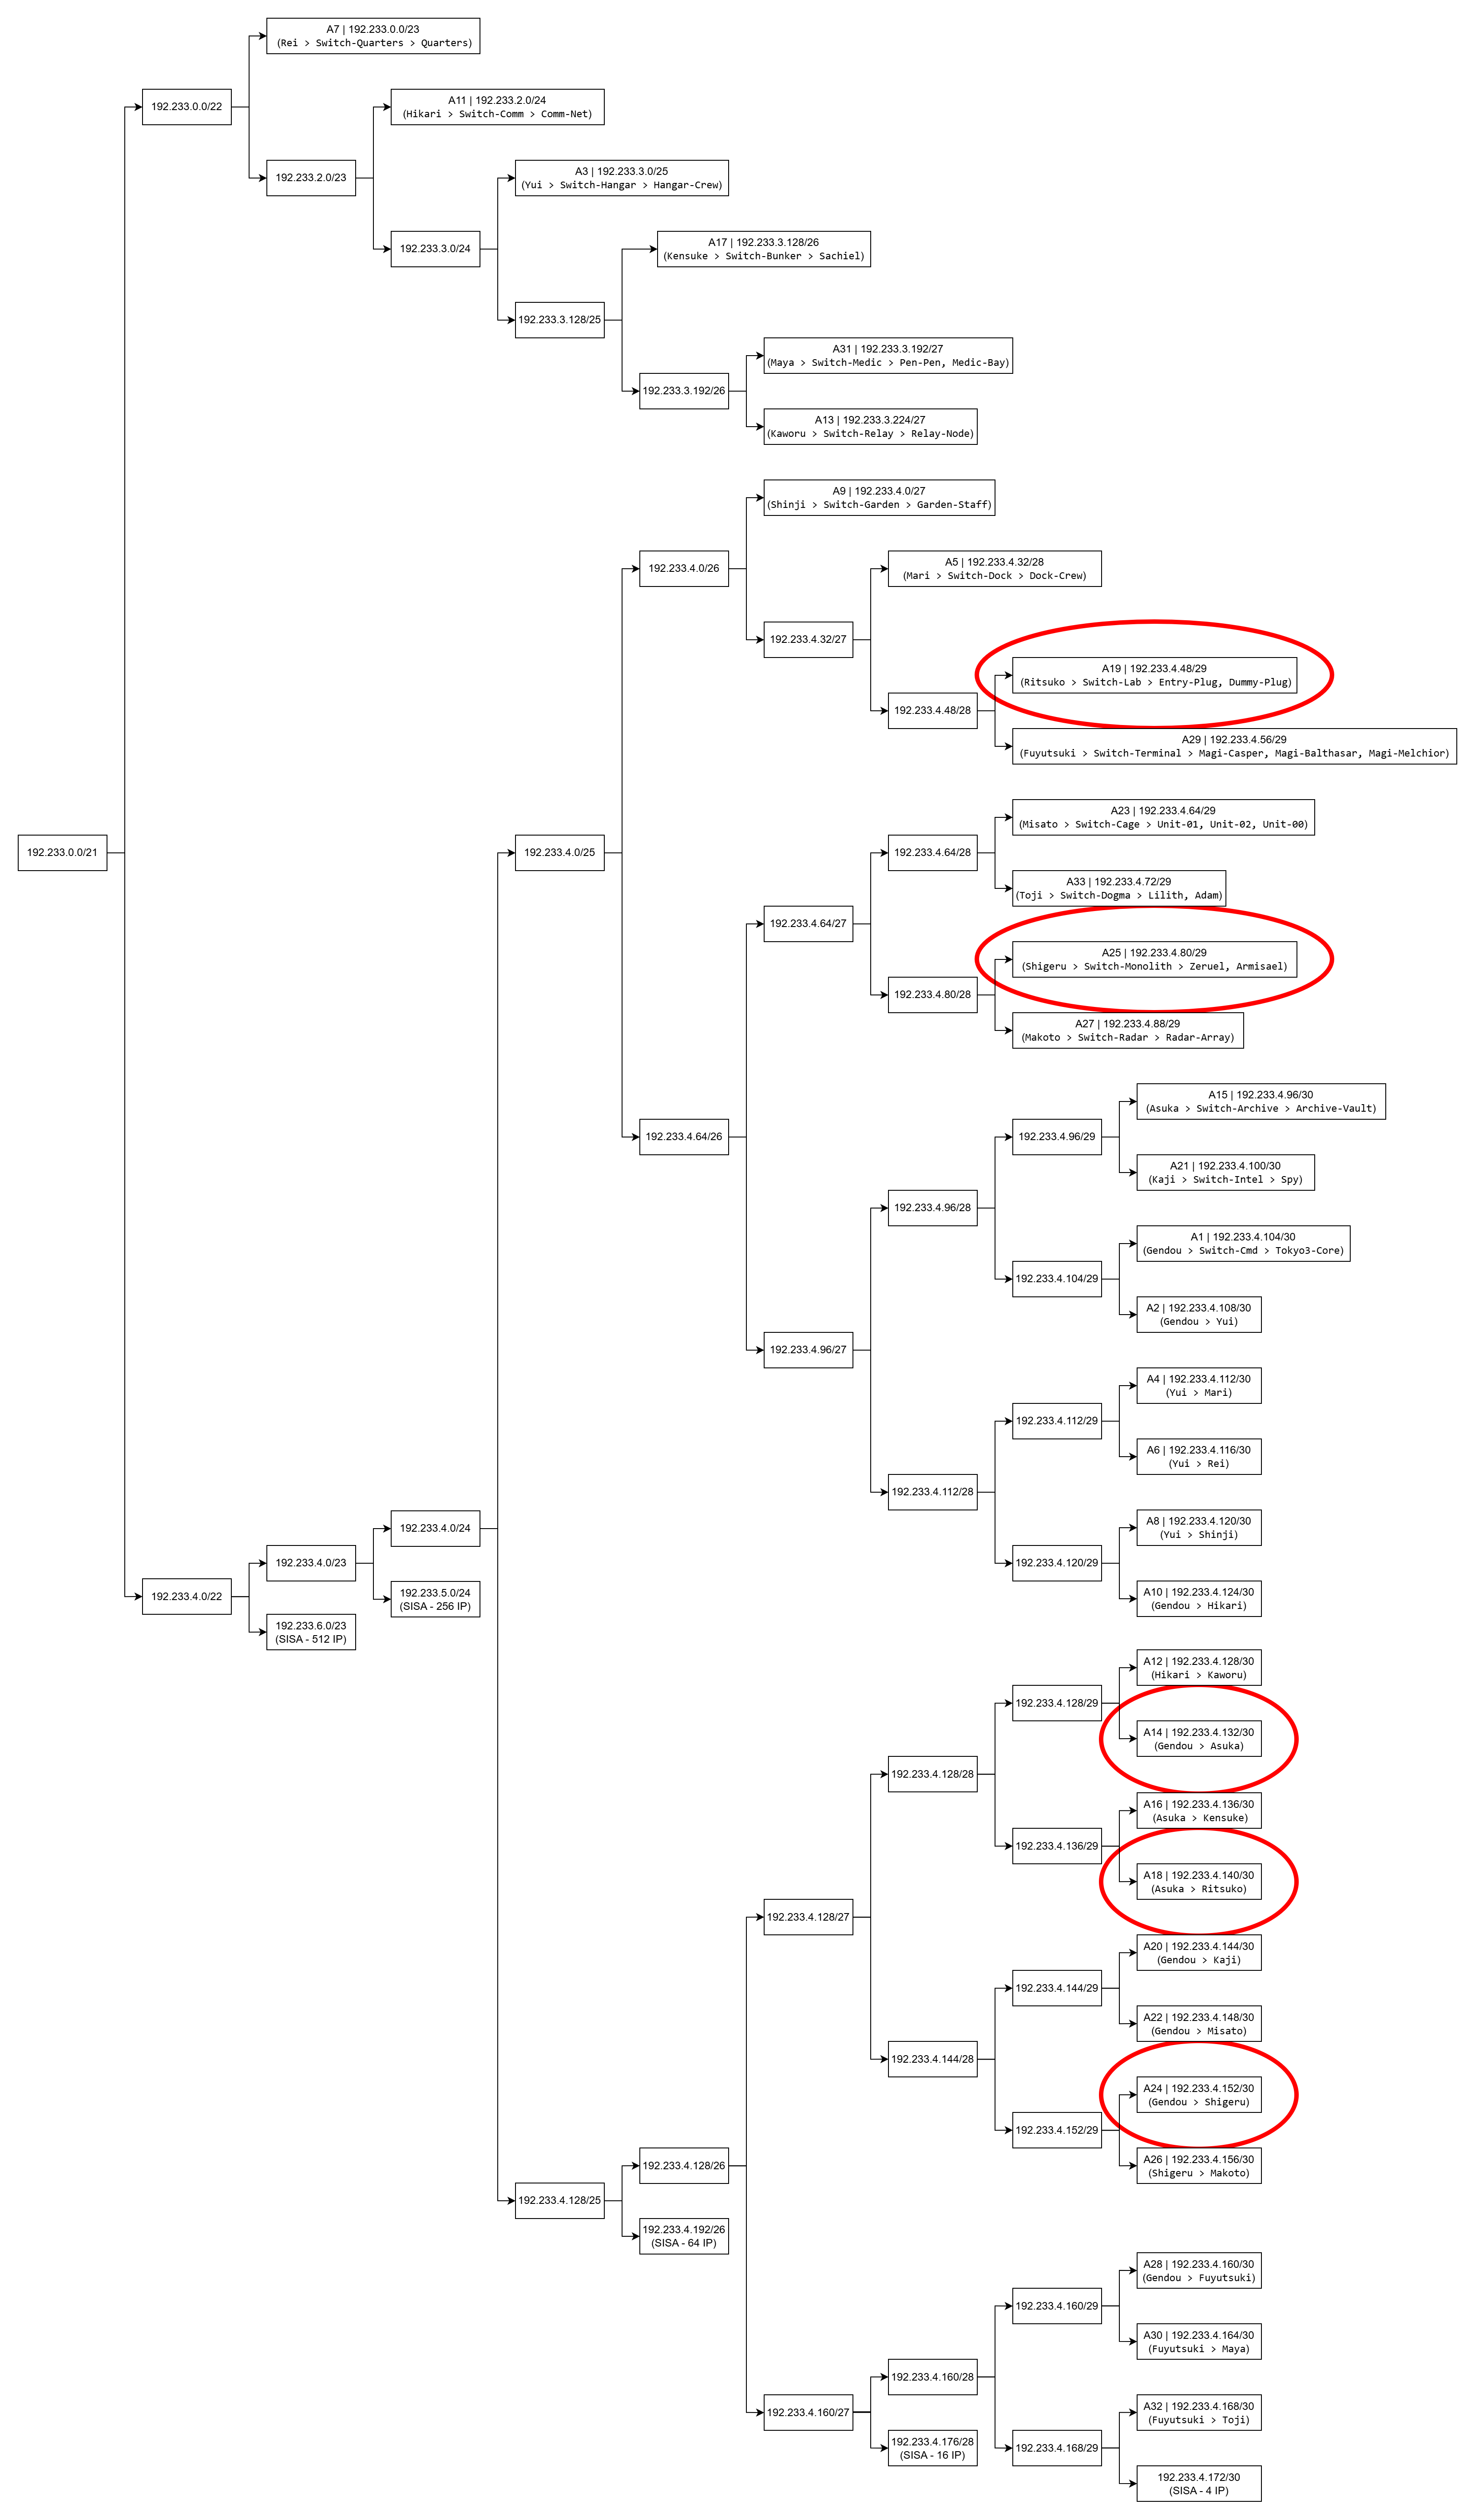 A7 | 192.233.0.0/23
(Rei > Switch-Quarters > Quarters)
192.233.0.0/22
A11 | 192.233.2.0/24
(Hikari > Switch-Comm > Comm-Net)
192.233.2.0/23
A3 | 192.233.3.0/25
(Yui > Switch-Hangar > Hangar-Crew)
192.233.3.0/24
A17 | 192.233.3.128/26
(Kensuke > Switch-Bunker > Sachiel)
192.233.3.128/25
A31 | 192.233.3.192/27
(Maya > Switch-Medic > Pen-Pen, Medic-Bay)
192.233.3.192/26
A13 | 192.233.3.224/27
(Kaworu > Switch-Relay > Relay-Node)
A9 | 192.233.4.0/27
(Shinji > Switch-Garden > Garden-Staff)
192.233.4.0/26
A5 | 192.233.4.32/28
(Mari > Switch-Dock > Dock-Crew)
192.233.4.32/27
A19 | 192.233.4.48/29
(Ritsuko > Switch-Lab > Entry-Plug, Dummy-Plug)
192.233.4.48/28
A29 | 192.233.4.56/29
(Fuyutsuki > Switch-Terminal > Magi-Casper, Magi-Balthasar, Magi-Melchior)
A23 | 192.233.4.64/29
(Misato > Switch-Cage > Unit-01, Unit-02, Unit-00)
192.233.0.0/21
192.233.4.0/25
192.233.4.64/28
A33 | 192.233.4.72/29
(Toji > Switch-Dogma > Lilith, Adam)
192.233.4.64/27
A25 | 192.233.4.80/29
(Shigeru > Switch-Monolith > Zeruel, Armisael)
192.233.4.80/28
A27 | 192.233.4.88/29
(Makoto > Switch-Radar > Radar-Array)
A15 | 192.233.4.96/30
(Asuka > Switch-Archive > Archive-Vault)
192.233.4.64/26
192.233.4.96/29
A21 | 192.233.4.100/30
(Kaji > Switch-Intel > Spy)
192.233.4.96/28
A1 | 192.233.4.104/30
(Gendou > Switch-Cmd > Tokyo3-Core)
192.233.4.104/29
A2 | 192.233.4.108/30
(Gendou > Yui)
192.233.4.96/27
A4 | 192.233.4.112/30
(Yui > Mari)
192.233.4.112/29
A6 | 192.233.4.116/30
(Yui > Rei)
192.233.4.112/28
A8 | 192.233.4.120/30
(Yui > Shinji)
192.233.4.0/24
192.233.4.0/23
192.233.4.120/29
192.233.4.0/22
192.233.5.0/24
(SISA - 256 IP)
A10 | 192.233.4.124/30
(Gendou > Hikari)
192.233.6.0/23
(SISA - 512 IP)
A12 | 192.233.4.128/30
(Hikari > Kaworu)
192.233.4.128/29
A14 | 192.233.4.132/30
(Gendou > Asuka)
192.233.4.128/28
A16 | 192.233.4.136/30
(Asuka > Kensuke)
192.233.4.136/29
A18 | 192.233.4.140/30
(Asuka > Ritsuko)
192.233.4.128/27
A20 | 192.233.4.144/30
(Gendou > Kaji)
192.233.4.144/29
A22 | 192.233.4.148/30
(Gendou > Misato)
192.233.4.144/28
A24 | 192.233.4.152/30
(Gendou > Shigeru)
192.233.4.152/29
A26 | 192.233.4.156/30
(Shigeru > Makoto)
192.233.4.128/26
192.233.4.128/25
192.233.4.192/26
(SISA - 64 IP)
A28 | 192.233.4.160/30
(Gendou > Fuyutsuki)
192.233.4.160/29
A30 | 192.233.4.164/30
(Fuyutsuki > Maya)
192.233.4.160/28
192.233.4.160/27
A32 | 192.233.4.168/30
(Fuyutsuki > Toji)
192.233.4.176/28
(SISA - 16 IP)
192.233.4.168/29
192.233.4.172/30
(SISA - 4 IP)